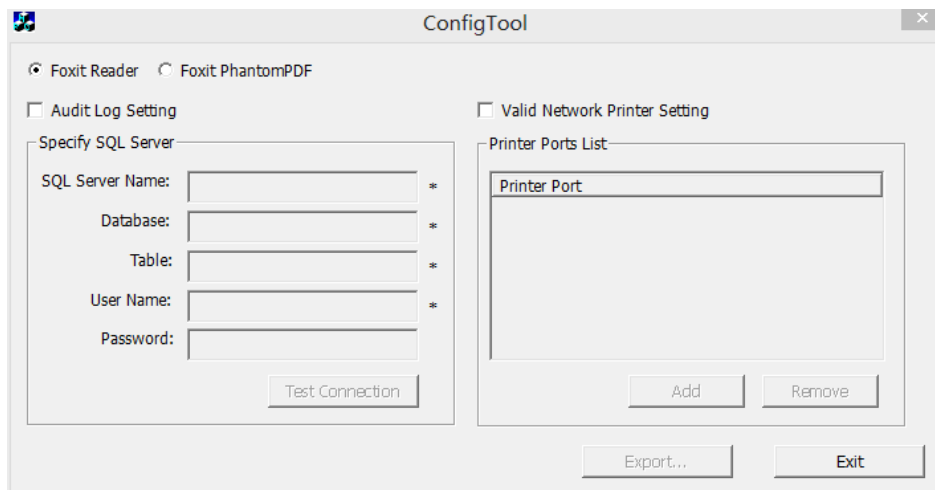 ConfigTool
Foxit Reader Foxit PhantomPDF
Audit Log Setting
Valid Network Printer Setting
Specify SQL Server
SQL Server Name: *
Database: *
Table: *
User Name: *
Password:
Test Connection
Printer Ports List
Printer Port
Add Remove
Export... Exit